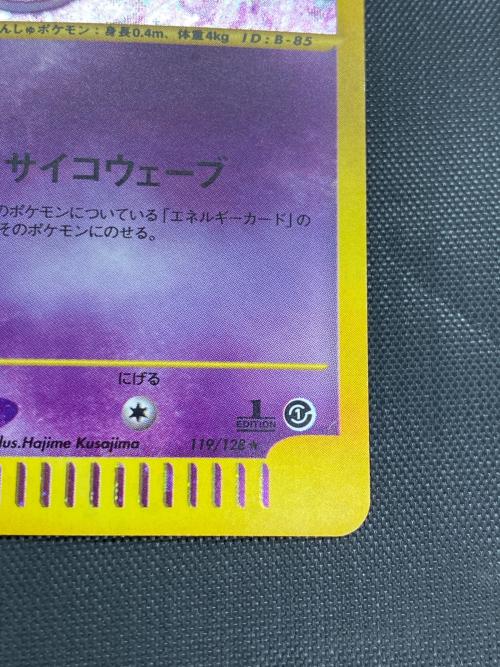 んしゅポケモン：身長0.4m、体重4kg ID：B-85
サイコウェーブ
のポケモンについている「エネルギーカード」の
そのポケモンにのせる。
にげる
1
EDITION
lus.Hajime Kusajima 119/128★